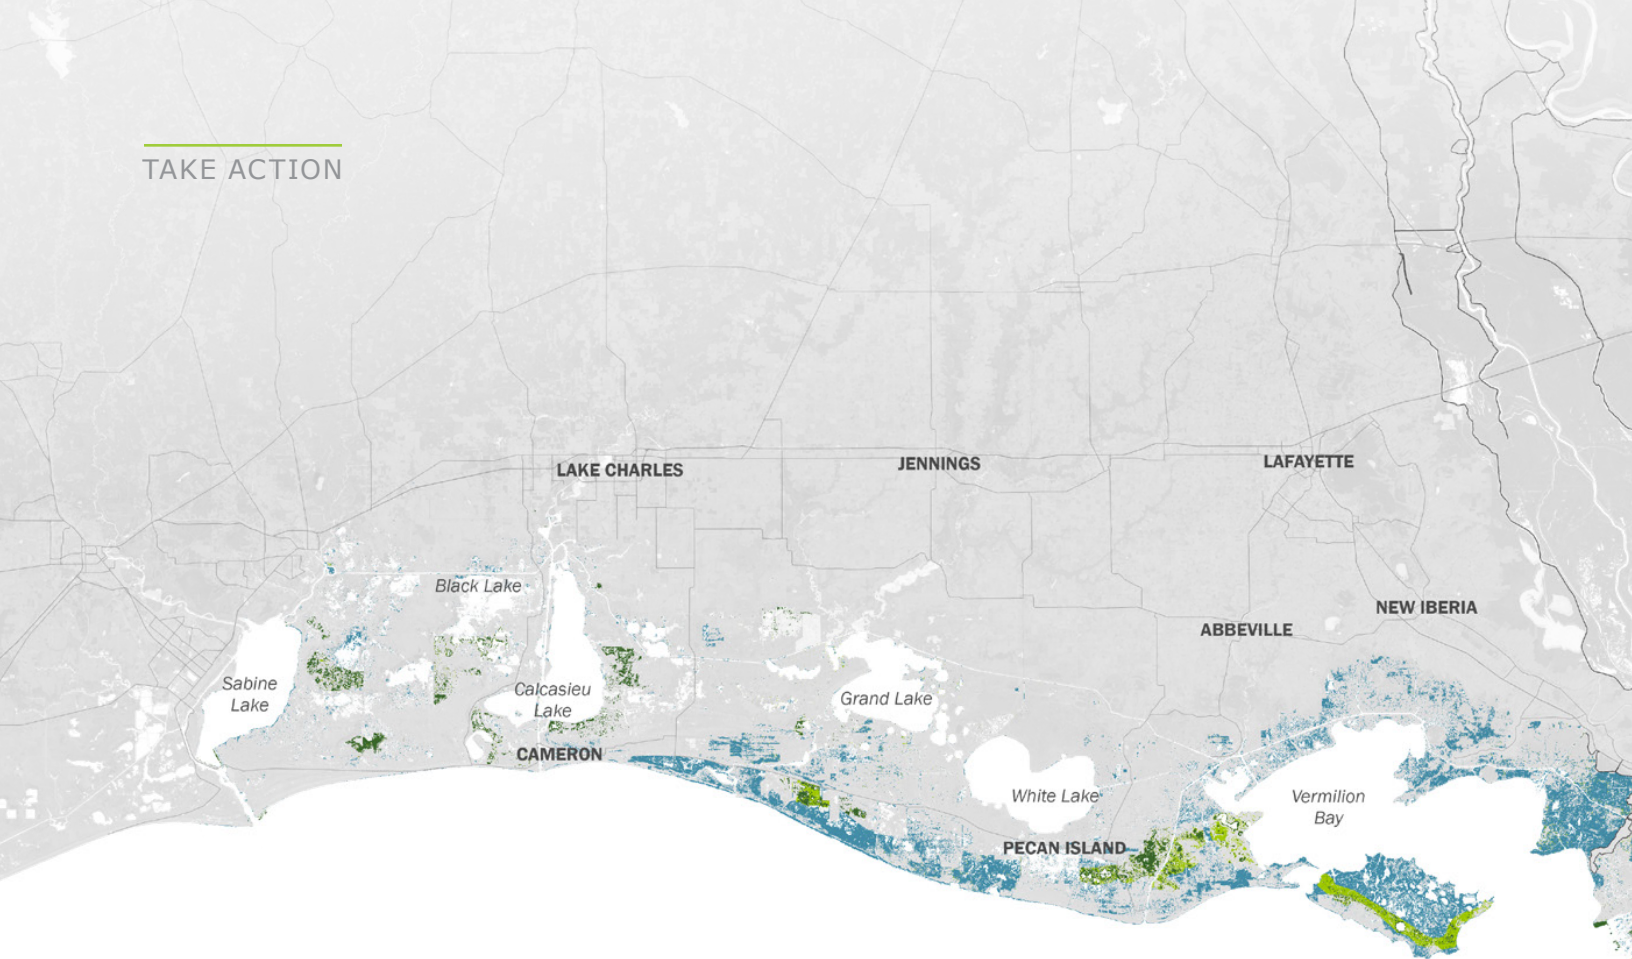 TAKE ACTION
LAKE CHARLES
JENNINGS
LAFAYETTE
Black Lake
NEW IBERIA
ABBEVILLE
Sabine
Lake
Calcasieu
Lake
Grand Lake
CAMERON
White Lake
Vermilion
Bay
PECAN ISLAND